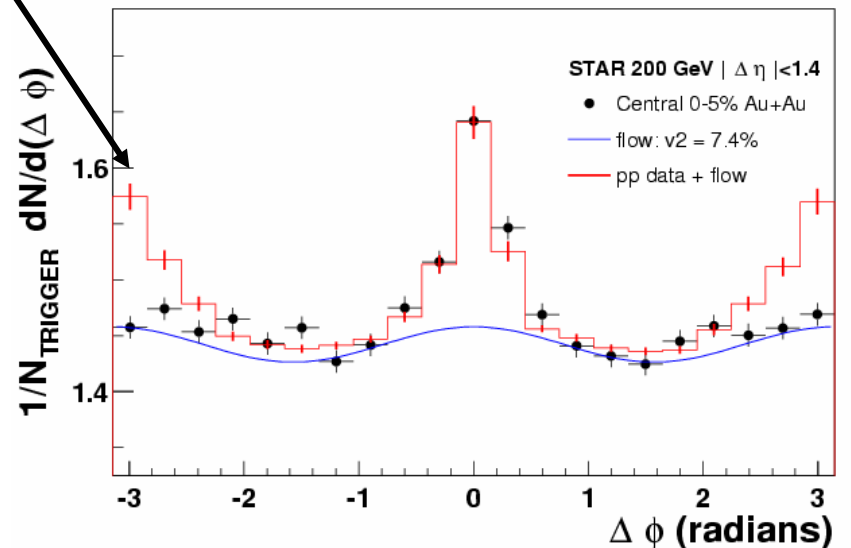 STAR 200 GeV | Δ η |<1.4
Central 0-5% Au+Au
flow: v2 = 7.4%
pp data + flow
1/N_TRIGGER dN/d(Δ ϕ)
1.6
1.4
-3 -2 -1 0 1 2 3
Δ ϕ (radians)